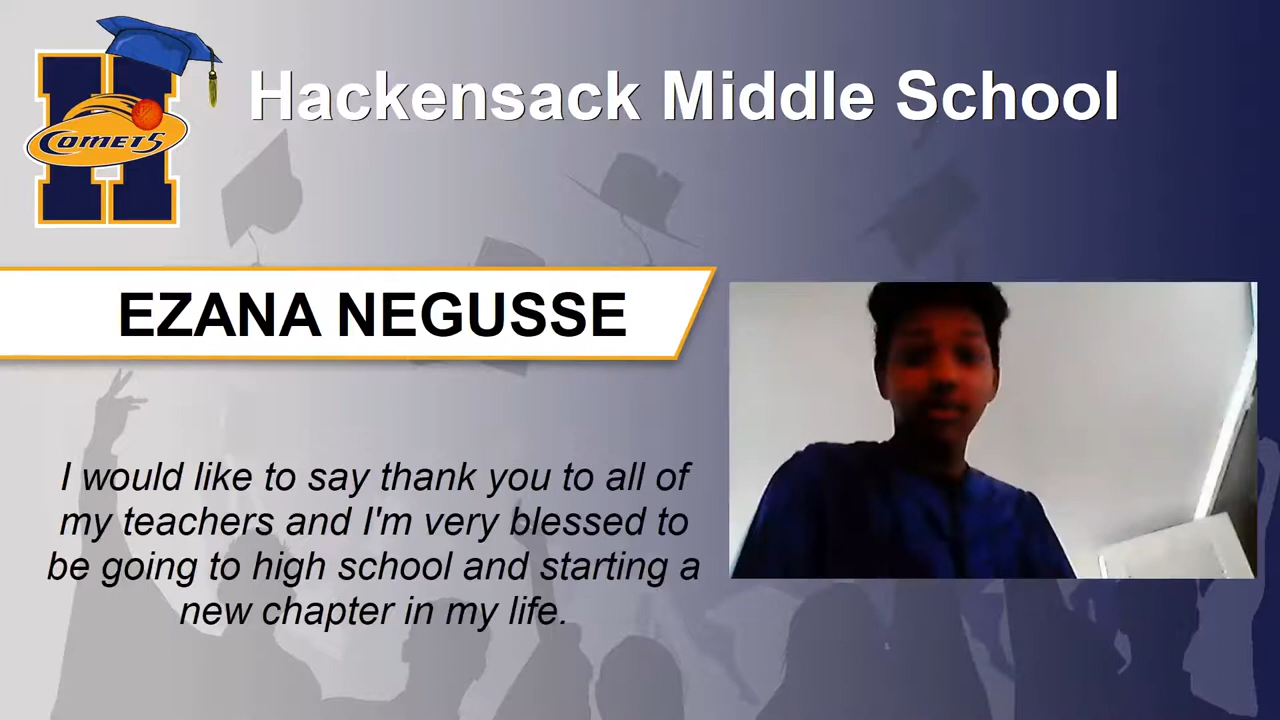 Hackensack Middle School
COMETS
EZANA NEGUSSE
I would like to say thank you to all of
my teachers and I'm very blessed to
be going to high school and starting a
new chapter in my life.